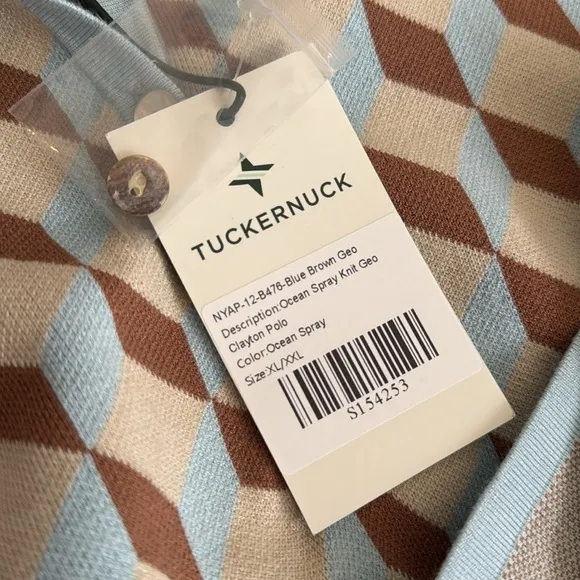 TUCKERNUCK
NYAP-12-B476-Blue Brown Geo
Description:Ocean Spray Knit Geo
Clayton Polo
Color:Ocean Spray
Size:XL/XXL
S154253